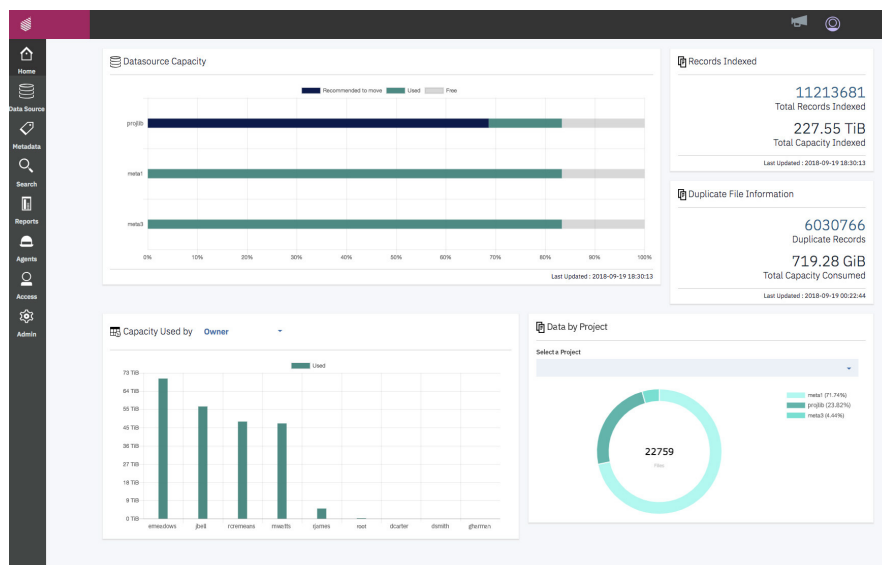 Home
Data Source
Metadata
Search
Reports
Agents
Access
Admin
Datasource Capacity
Recommended to move Used Free
projlib
meta1
meta3
0% 10% 20% 30% 40% 50% 60% 70% 80% 90% 100%
Last Updated : 2018-09-19 18:30:13
Records Indexed
11213681
Total Records Indexed
227.55 TiB
Total Capacity Indexed
Last Updated : 2018-09-19 18:30:13
Duplicate File Information
6030766
Duplicate Records
719.28 GiB
Total Capacity Consumed
Last Updated : 2018-09-19 00:22:44
Capacity Used by Owner
Used
73 TiB
64 TiB
55 TiB
45 TiB
36 TiB
27 TiB
18 TiB
9 TiB
0 TiB
emeadows jbell rcremeans mwatts rjames root dcarter dsmith gherman
Data by Project
Select a Project
meta1 (71.74%)
projlib (23.82%)
meta3 (4.44%)
22759
Files